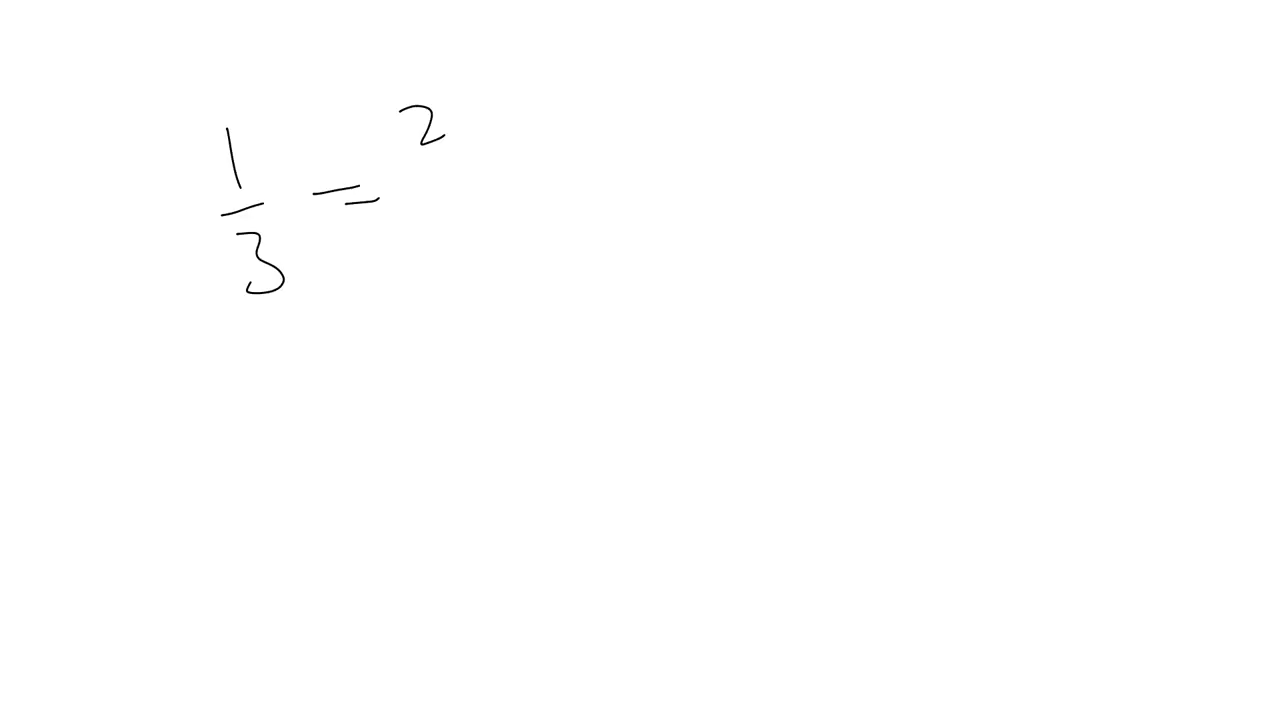 1/3 = 2